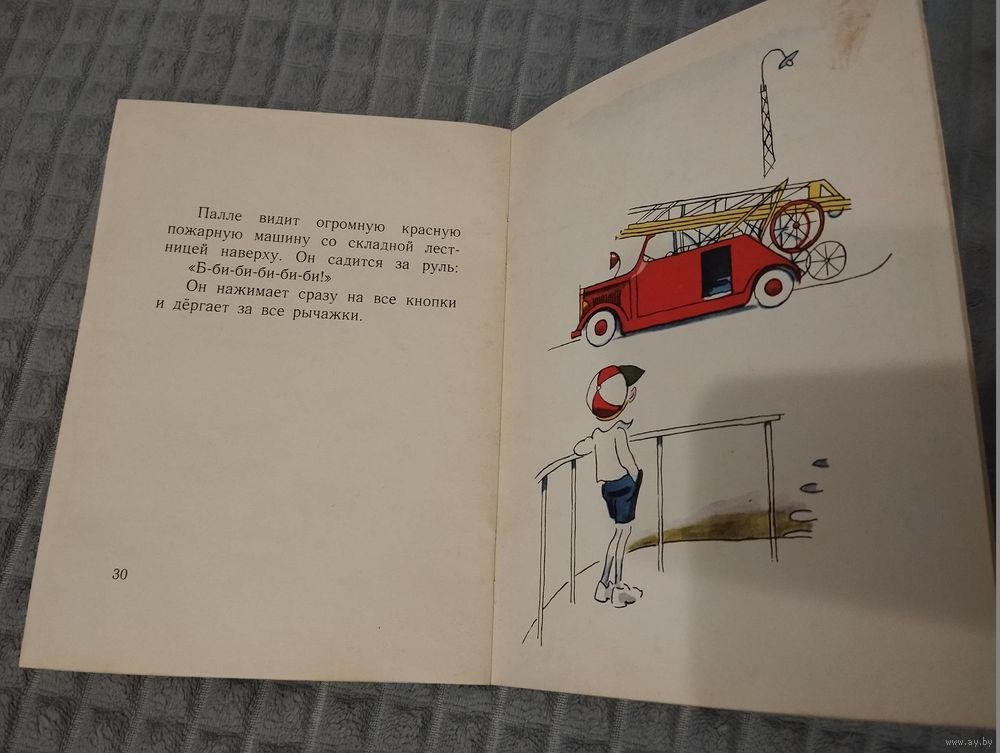 Палле видит огромную красную
пожарную машину со складной лест-
ницей наверху. Он садится за руль:
«Б-би-би-би-би-би!»
Он нажимает сразу на все кнопки
и дёргает за все рычажки.
30
www.ay.by